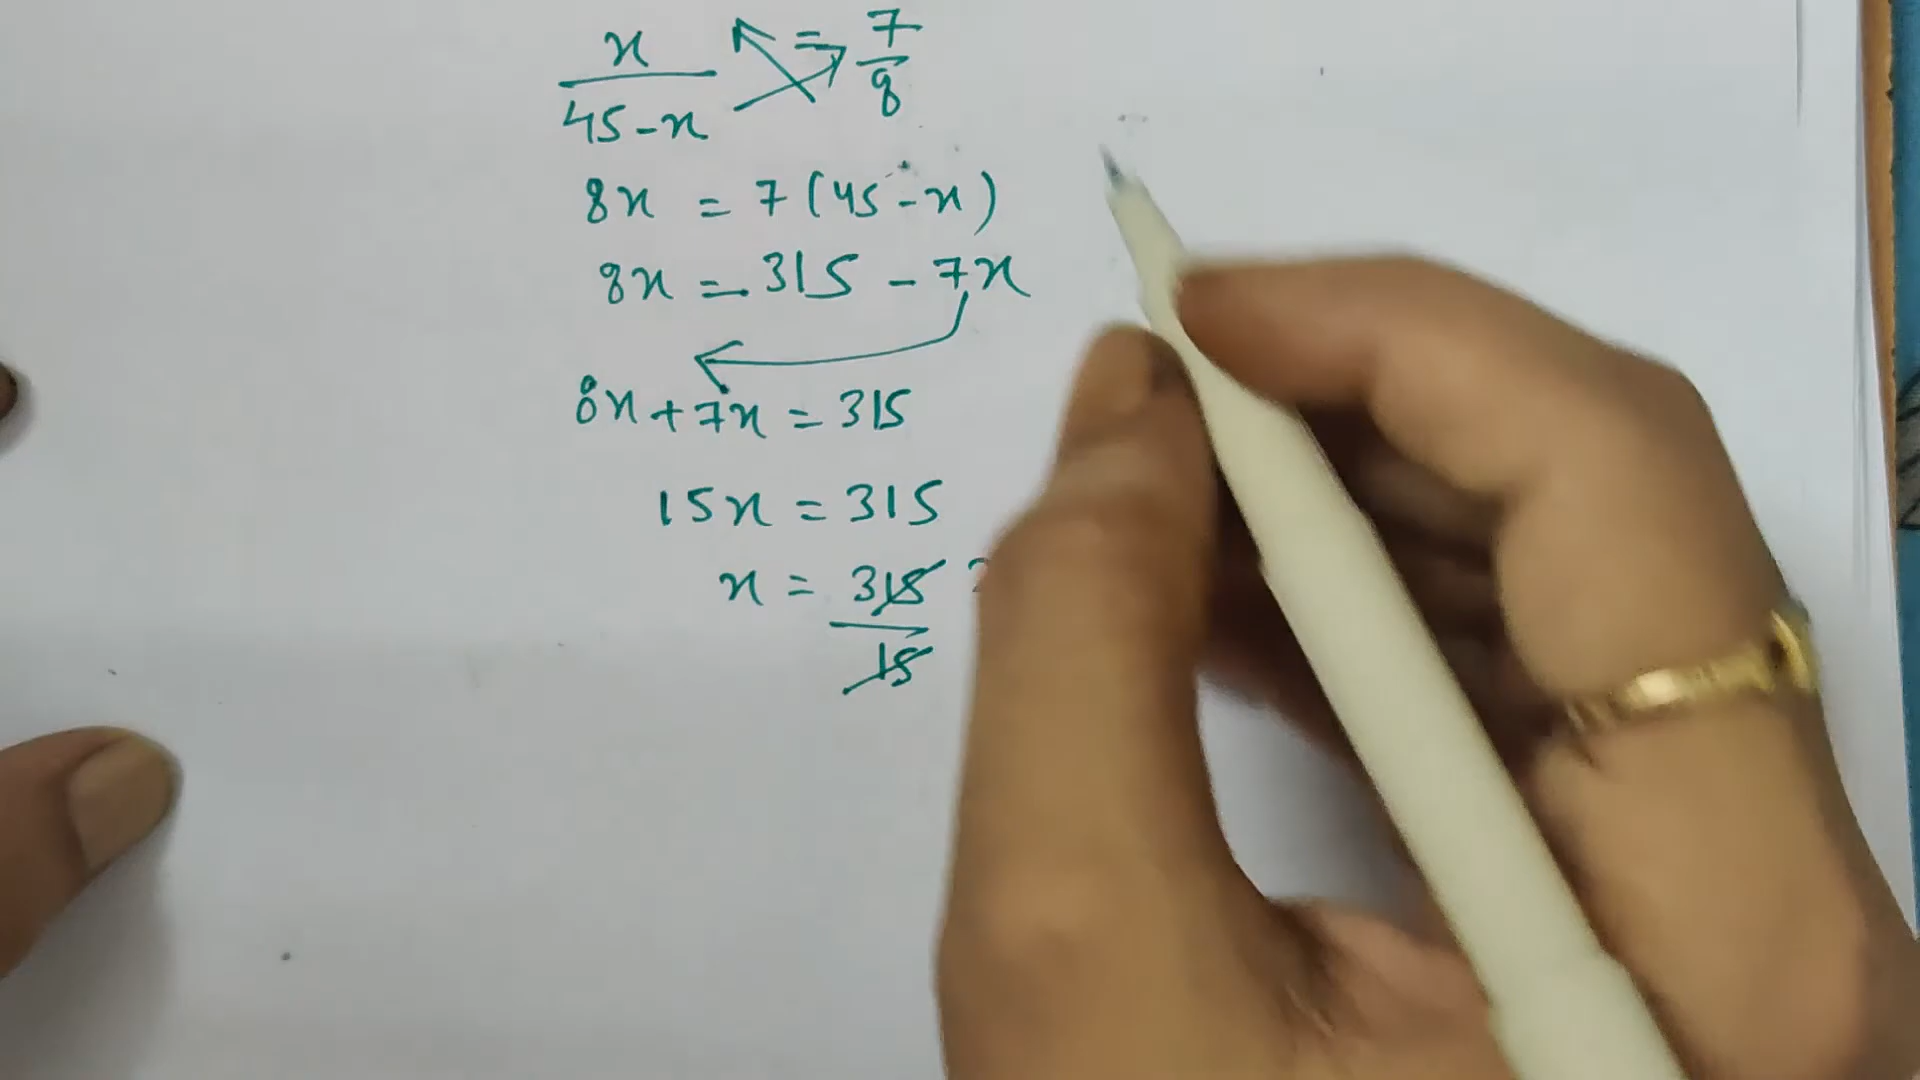 x/45-x = 7/8
8x = 7(45-x)
8x = 315 - 7x
8x+7x = 315
15x = 315
x = 315/15